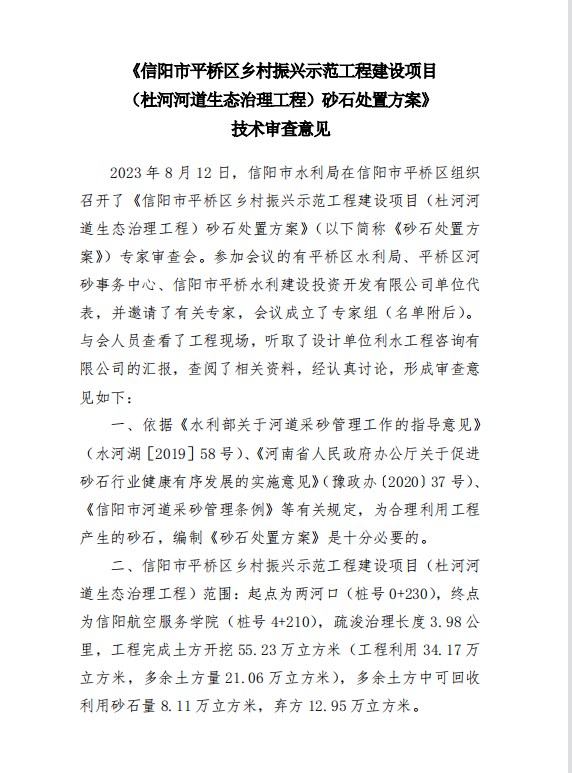 《信阳市平桥区乡村振兴示范工程建设项目
（杜河河道生态治理工程）砂石处置方案》
技术审查意见
2023 年 8 月 12 日，信阳市水利局在信阳市平桥区组织
召开了《信阳市平桥区乡村振兴示范工程建设项目（杜河河
道生态治理工程）砂石处置方案》（以下简称《砂石处置方
案》）专家审查会。参加会议的有平桥区水利局、平桥区河
砂事务中心、信阳市平桥水利建设投资开发有限公司单位代
表，并邀请了有关专家，会议成立了专家组（名单附后）。
与会人员查看了工程现场，听取了设计单位利水工程咨询有
限公司的汇报，查阅了相关资料，经认真讨论，形成审查意
见如下：
一、依据《水利部关于河道采砂管理工作的指导意见》
（水河湖［2019］58 号）、《河南省人民政府办公厅关于促进
砂石行业健康有序发展的实施意见》（豫政办〔2020〕37 号）、
《信阳市河道采砂管理条例》等有关规定，为合理利用工程
产生的砂石，编制《砂石处置方案》是十分必要的。
二、信阳市平桥区乡村振兴示范工程建设项目（杜河河
道生态治理工程）范围：起点为两河口（桩号 0+230），终点
为信阳航空服务学院（桩号 4+210），疏浚治理长度 3.98 公
里，工程完成土方开挖 55.23 万立方米（工程利用 34.17 万
立方米，多余土方量 21.06 万立方米），多余土方中可回收
利用砂石量 8.11 万立方米，弃方 12.95 万立方米。